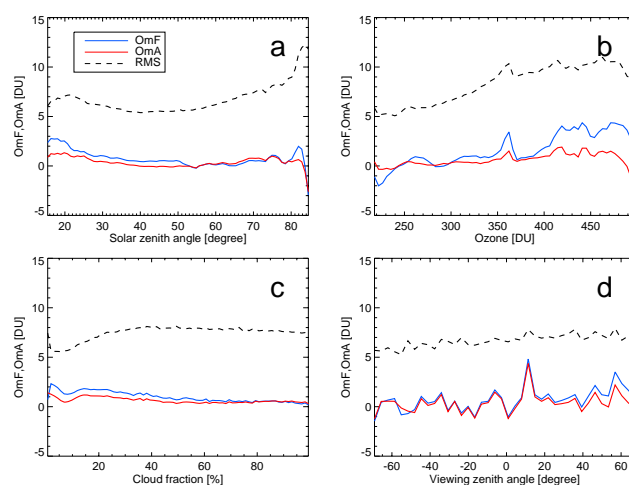 a
OmF
OmA
RMS
OmF,OmA [DU]
15
10
5
0
-5
20 30 40 50 60 70 80
Solar zenith angle [degree]
b
OmF,OmA [DU]
15
10
5
0
-5
250 300 350 400 450
Ozone [DU]
c
OmF,OmA [DU]
15
10
5
0
-5
20 40 60 80
Cloud fraction [%]
d
OmF,OmA [DU]
15
10
5
0
-5
-60 -40 -20 0 20 40 60
Viewing zenith angle [degree]